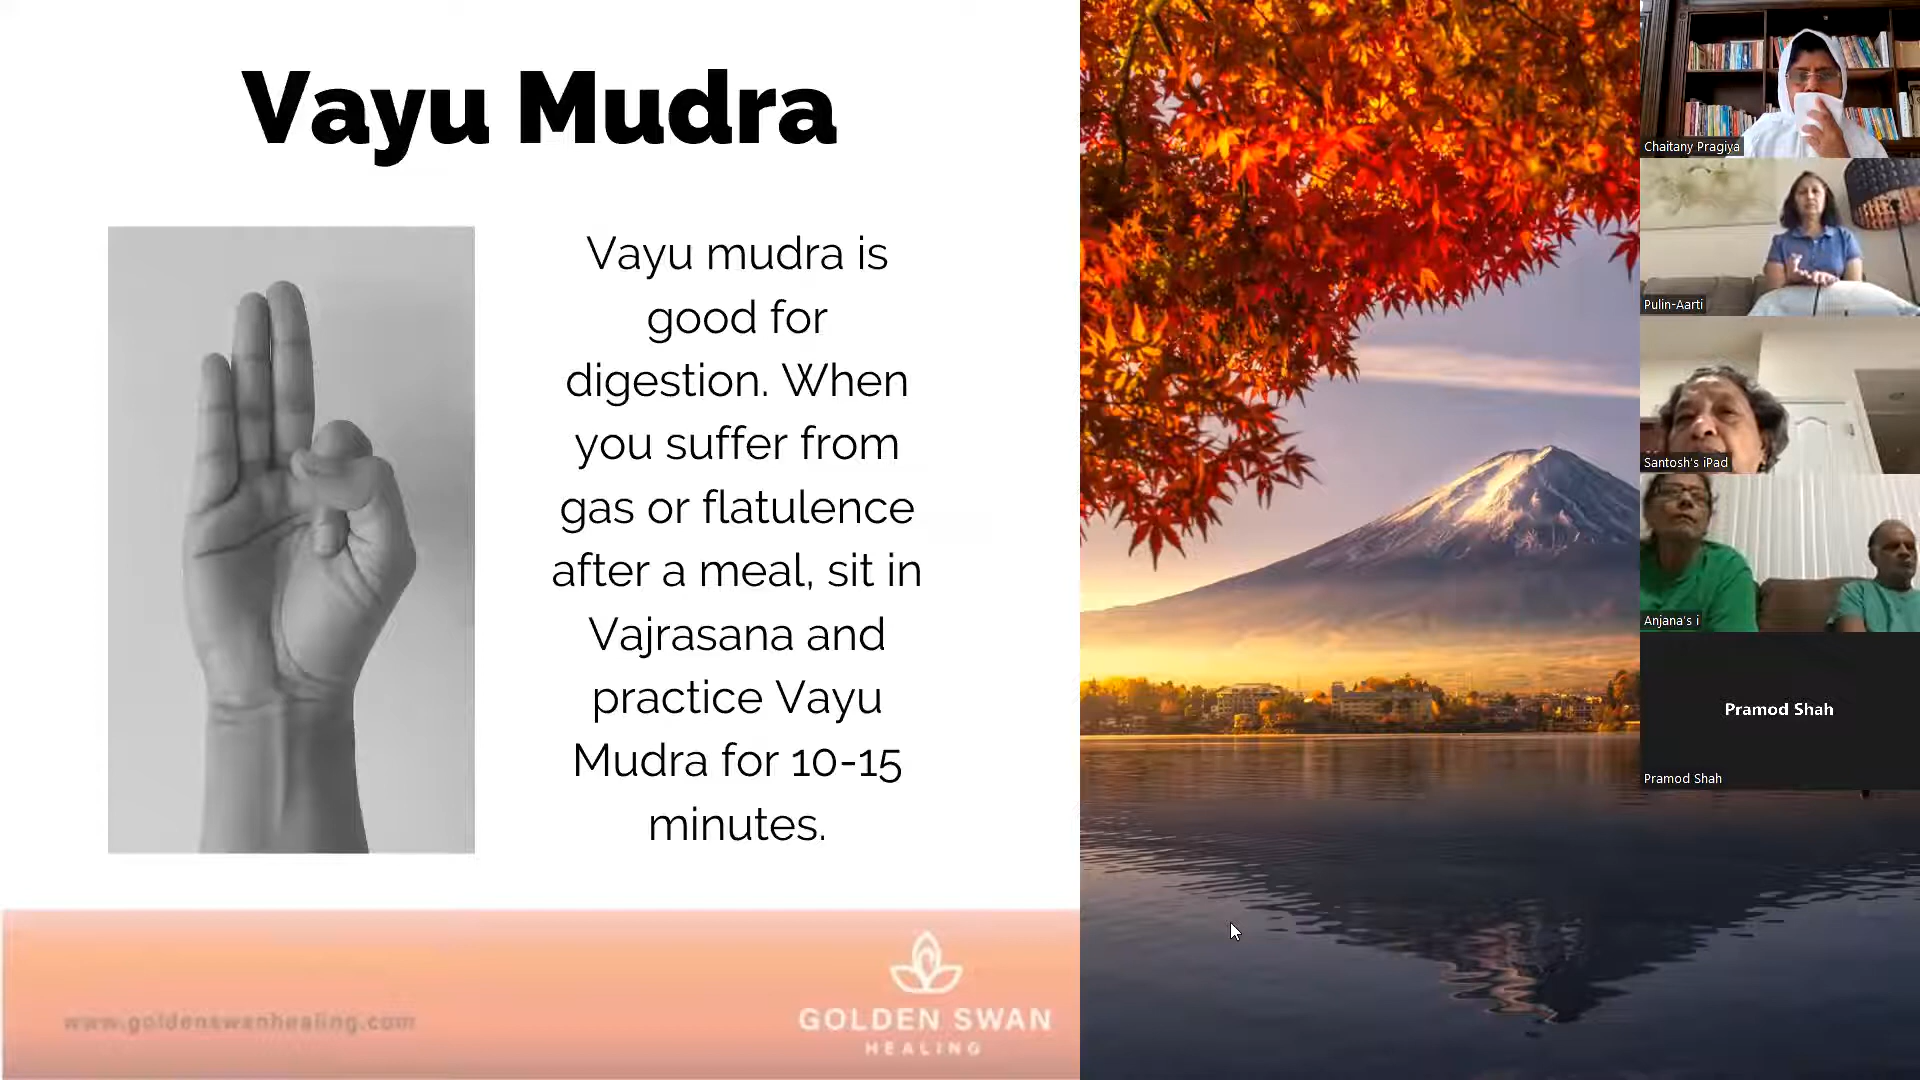 Vayu Mudra
Vayu mudra is
good for
digestion. When
you suffer from
gas or flatulence
after a meal, sit in
Vajrasana and
practice Vayu
Mudra for 10-15
minutes.
www.goldenswanhealing.com
GOLDEN SWAN
HEALING
Chaitany Pragiya
Pulin-Aarti
Santosh's iPad
Anjana's i
Pramod Shah
Pramod Shah